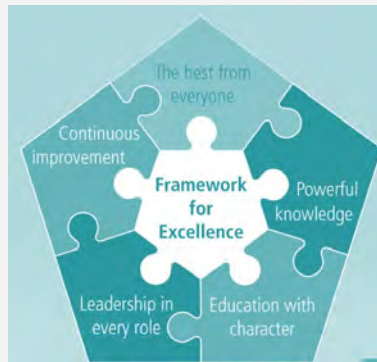 The best from
everyone
Continuous
improvement
Framework
for
Excellence
Powerful
knowledge
Leadership in
every role
Education with
character